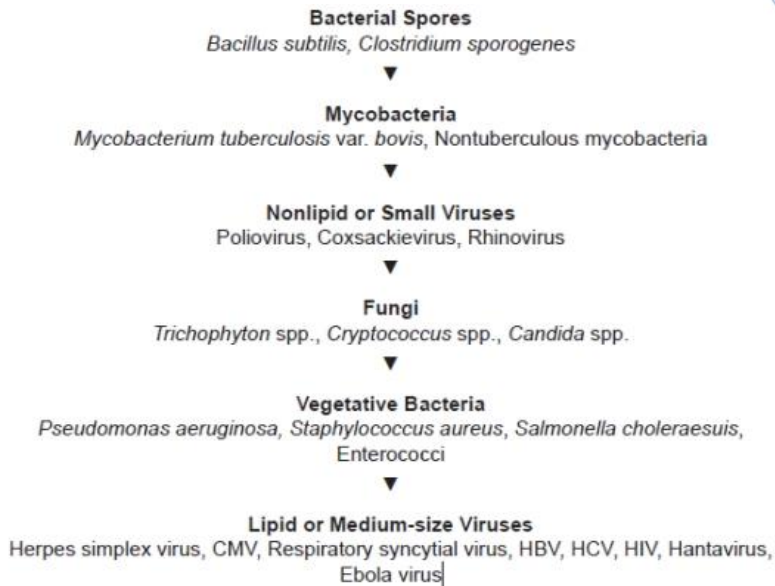 Bacterial Spores
Bacillus subtilis, Clostridium sporogenes
▼
Mycobacteria
Mycobacterium tuberculosis var. bovis, Nontuberculous mycobacteria
▼
Nonlipid or Small Viruses
Poliovirus, Coxsackievirus, Rhinovirus
▼
Fungi
Trichophyton spp., Cryptococcus spp., Candida spp.
▼
Vegetative Bacteria
Pseudomonas aeruginosa, Staphylococcus aureus, Salmonella choleraesuis,
Enterococci
▼
Lipid or Medium-size Viruses
Herpes simplex virus, CMV, Respiratory syncytial virus, HBV, HCV, HIV, Hantavirus,
Ebola virus